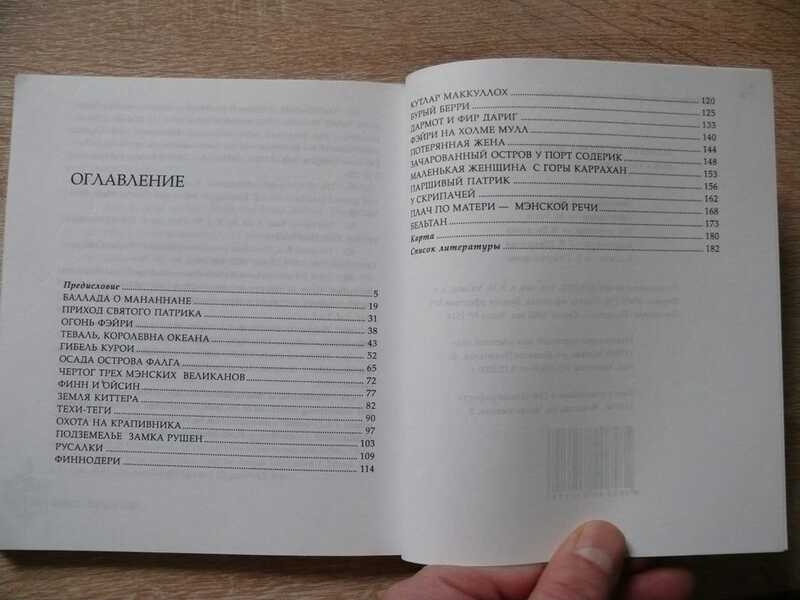 ОГЛАВЛЕНИЕ
Предисловие 5
БАЛЛАДА О МАНАННАНЕ 19
ПРИХОД СВЯТОГО ПАТРИКА 31
ОГОНЬ ФЭЙРИ 38
ТЕВАЛЬ, КОРОЛЕВНА ОКЕАНА 43
ГИБЕЛЬ КУРОИ 52
ОСАДА ОСТРОВА ФАЛГА 65
ЧЕРТОГ ТРЕХ МЭНСКИХ ВЕЛИКАНОВ 72
ФИНН И ОЙСИН 77
ЗЕМЛЯ КИТТЕРА 82
ТЕХИ-ТЕГИ 90
ОХОТА НА КРАПИВНИКА 97
ПОДЗЕМЕЛЬЕ ЗАМКА РУШЕН 103
РУСАЛКИ 109
ФИННОДЕРИ 114
КУТЛАР МАККУЛЛОХ 120
БУРЫЙ БЕРРИ 125
ДАРМОТ И ФИР ДАРИГ 133
ФЭЙРИ НА ХОЛМЕ МУЛЛ 140
ПОТЕРЯННАЯ ЖЕНА 144
ЗАЧАРОВАННЫЙ ОСТРОВ У ПОРТ СОДЕРИК 148
МАЛЕНЬКАЯ ЖЕНЩИНА С ГОРЫ КАРРАХАН 153
ПАРШИВЫЙ ПАТРИК 156
У СКРИПАЧЕЙ 162
ПЛАЧ ПО МАТЕРИ — МЭНСКОЙ РЕЧИ 168
БЕЛЬТАН 173
Карта 180
Список литературы 182